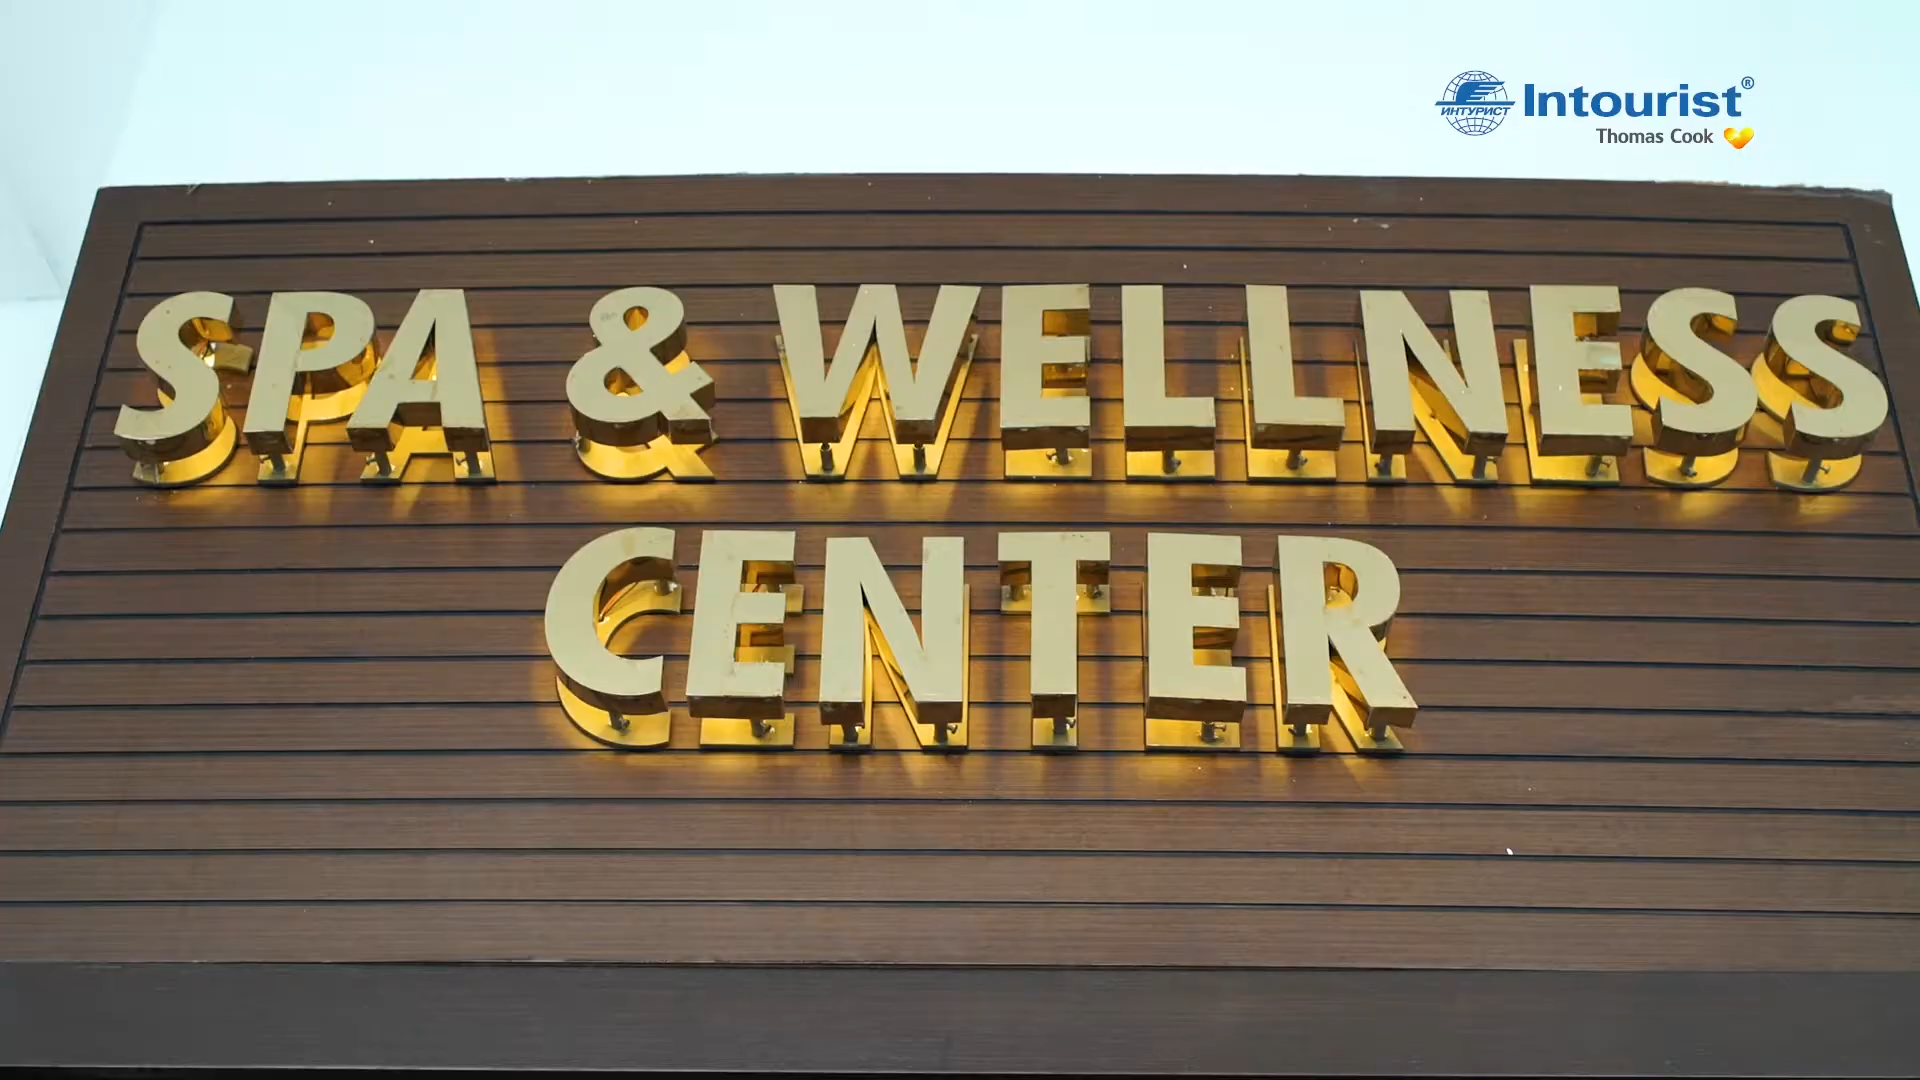 ИНТУРИСТ Intourist®
Thomas Cook
SPA & WELLNESS
CENTER